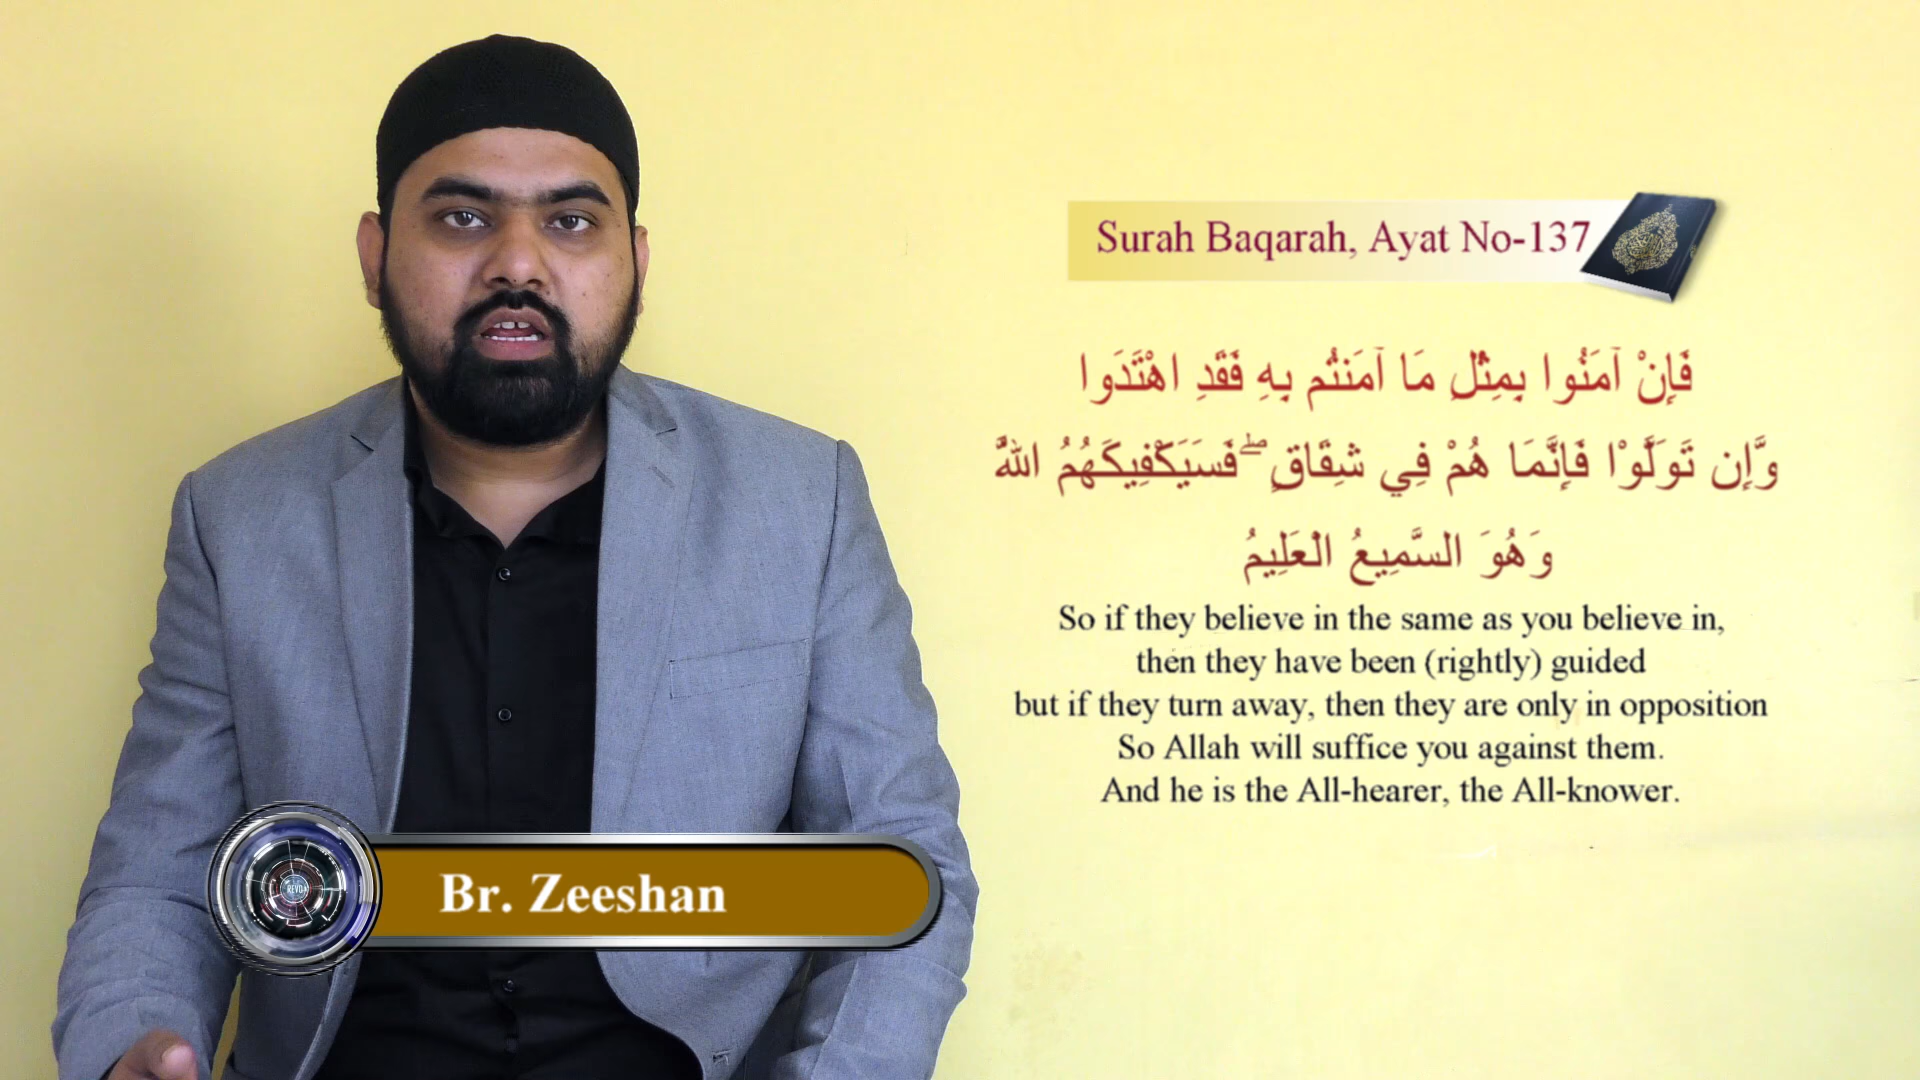 Surah Baqarah, Ayat No-137
فَإِنْ آمَنُوا بِمِثْلِ مَا آمَنتُم بِهِ فَقَدِ اهْتَدَوا
وَّإِن تَوَلَّوْا فَإِنَّمَا هُمْ فِي شِقَاقٍ ۖ فَسَيَكْفِيكَهُمُ اللَّهُ
وَهُوَ السَّمِيعُ الْعَلِيمُ
So if they believe in the same as you believe in,
then they have been (rightly) guided
but if they turn away, then they are only in opposition
So Allah will suffice you against them.
And he is the All-hearer, the All-knower.
Br. Zeeshan